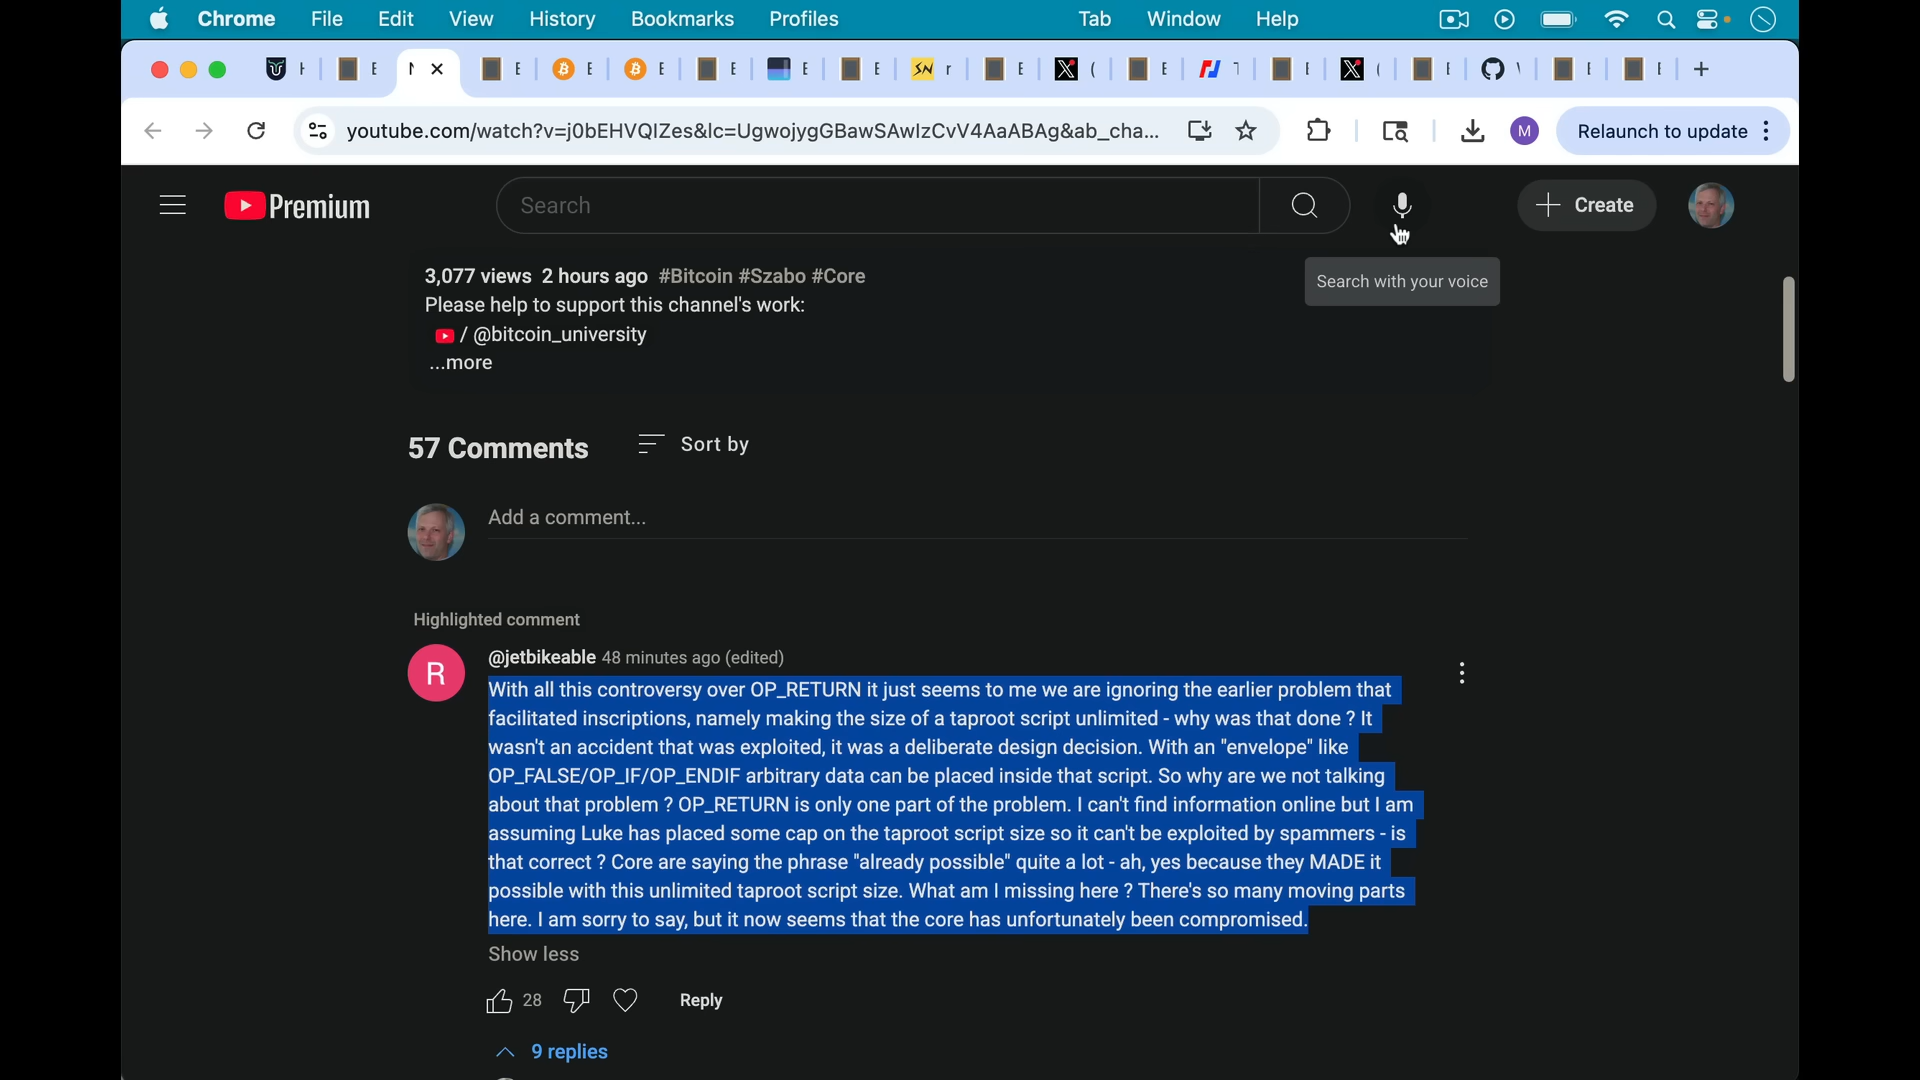 Chrome File Edit View History Bookmarks Profiles Tab Window Help
youtube.com/watch?v=j0bEHVQIZes&lc=UgwojygGBawSAwIzCvV4AaABAg&ab_cha...
M
Relaunch to update
Premium
Search
Create
3,077 views 2 hours ago #Bitcoin #Szabo #Core
Search with your voice
Please help to support this channel's work:
/ @bitcoin_university
...more
57 Comments Sort by
Add a comment...
Highlighted comment
R
@jetbikeable 48 minutes ago (edited)
With all this controversy over OP_RETURN it just seems to me we are ignoring the earlier problem that
facilitated inscriptions, namely making the size of a taproot script unlimited - why was that done ? It
wasn't an accident that was exploited, it was a deliberate design decision. With an "envelope" like
OP_FALSE/OP_IF/OP_ENDIF arbitrary data can be placed inside that script. So why are we not talking
about that problem ? OP_RETURN is only one part of the problem. I can't find information online but I am
assuming Luke has placed some cap on the taproot script size so it can't be exploited by spammers - is
that correct ? Core are saying the phrase "already possible" quite a lot - ah, yes because they MADE it
possible with this unlimited taproot script size. What am I missing here ? There's so many moving parts
here. I am sorry to say, but it now seems that the core has unfortunately been compromised.
Show less
28 Reply
9 replies